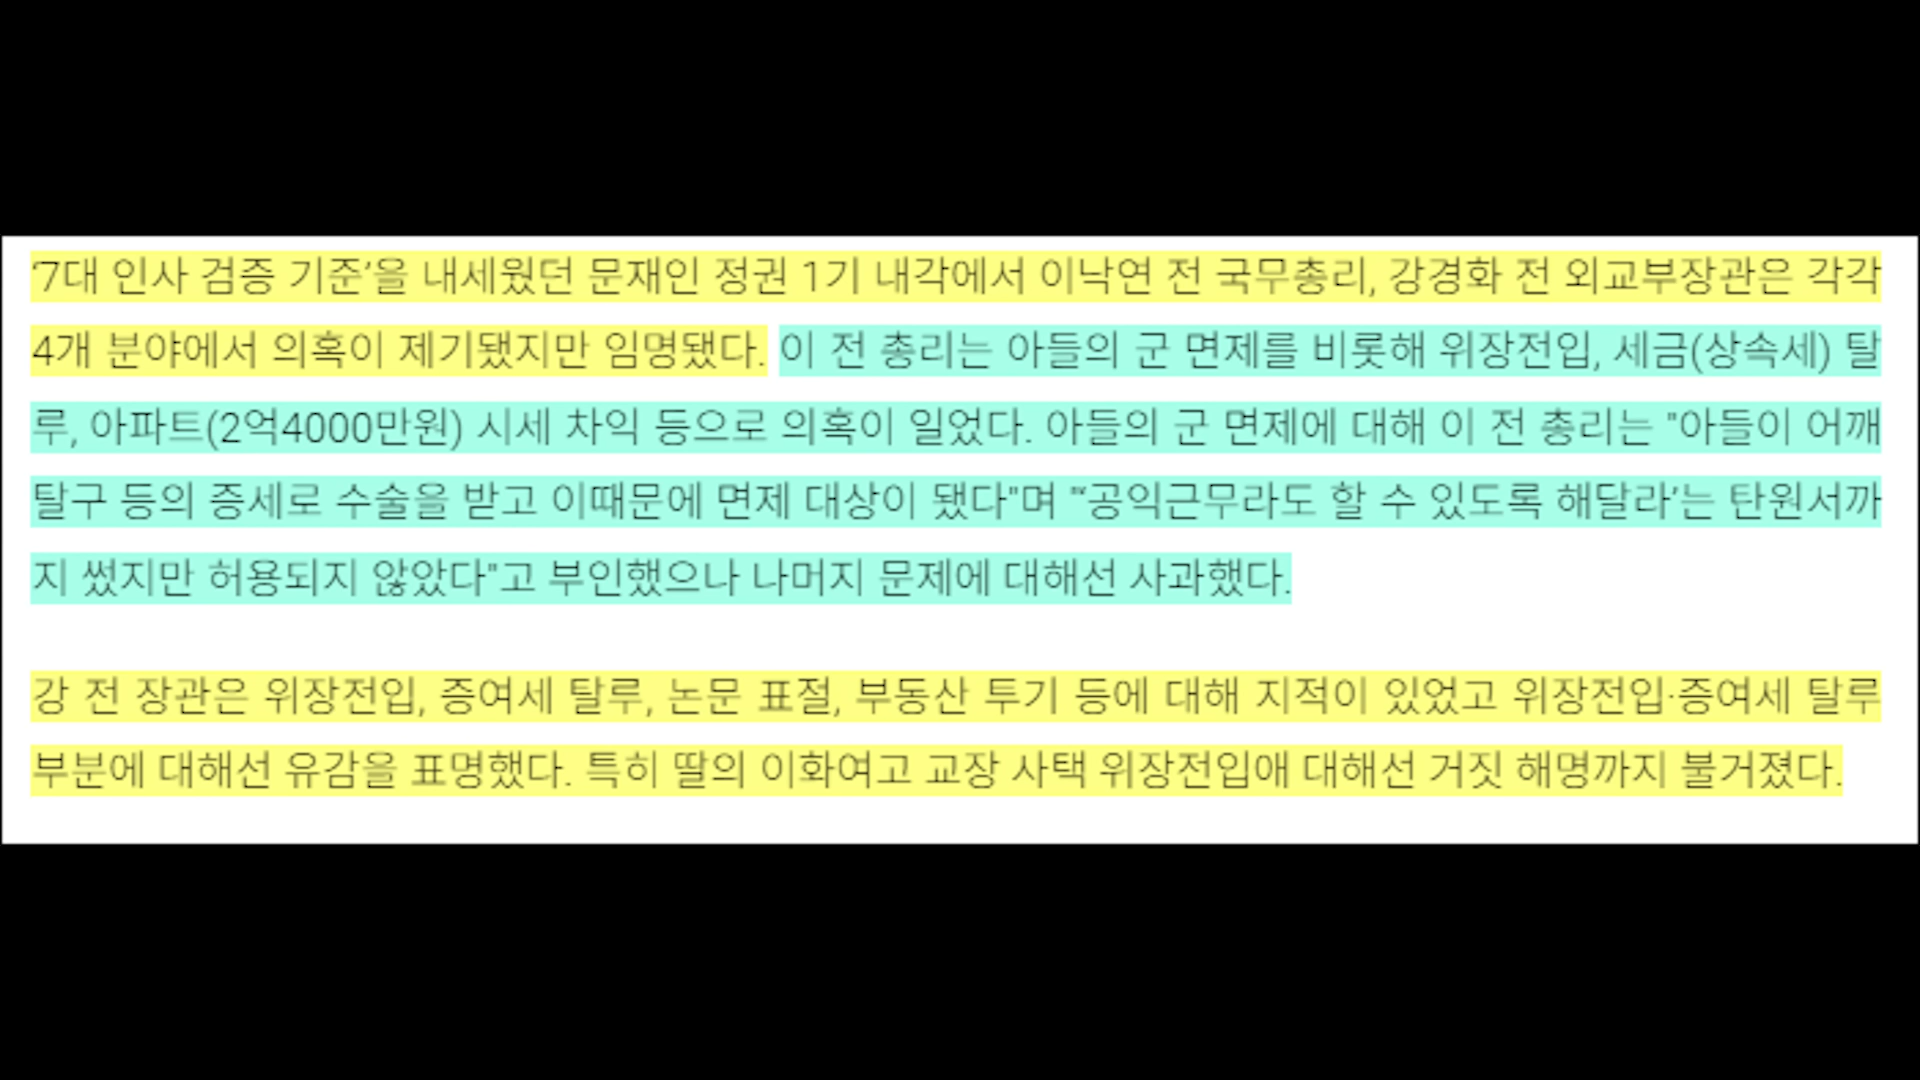 ‘7대 인사 검증 기준’을 내세웠던 문재인 정권 1기 내각에서 이낙연 전 국무총리, 강경화 전 외교부장관은 각각
4개 분야에서 의혹이 제기됐지만 임명됐다. 이 전 총리는 아들의 군 면제를 비롯해 위장전입, 세금(상속세) 탈
루, 아파트(2억4000만원) 시세 차익 등으로 의혹이 일었다. 아들의 군 면제에 대해 이 전 총리는 "아들이 어깨
탈구 등의 증세로 수술을 받고 이때문에 면제 대상이 됐다"며 "‘공익근무라도 할 수 있도록 해달라’는 탄원서까
지 썼지만 허용되지 않았다"고 부인했으나 나머지 문제에 대해선 사과했다.
강 전 장관은 위장전입, 증여세 탈루, 논문 표절, 부동산 투기 등에 대해 지적이 있었고 위장전입·증여세 탈루
부분에 대해선 유감을 표명했다. 특히 딸의 이화여고 교장 사택 위장전입애 대해선 거짓 해명까지 불거졌다.